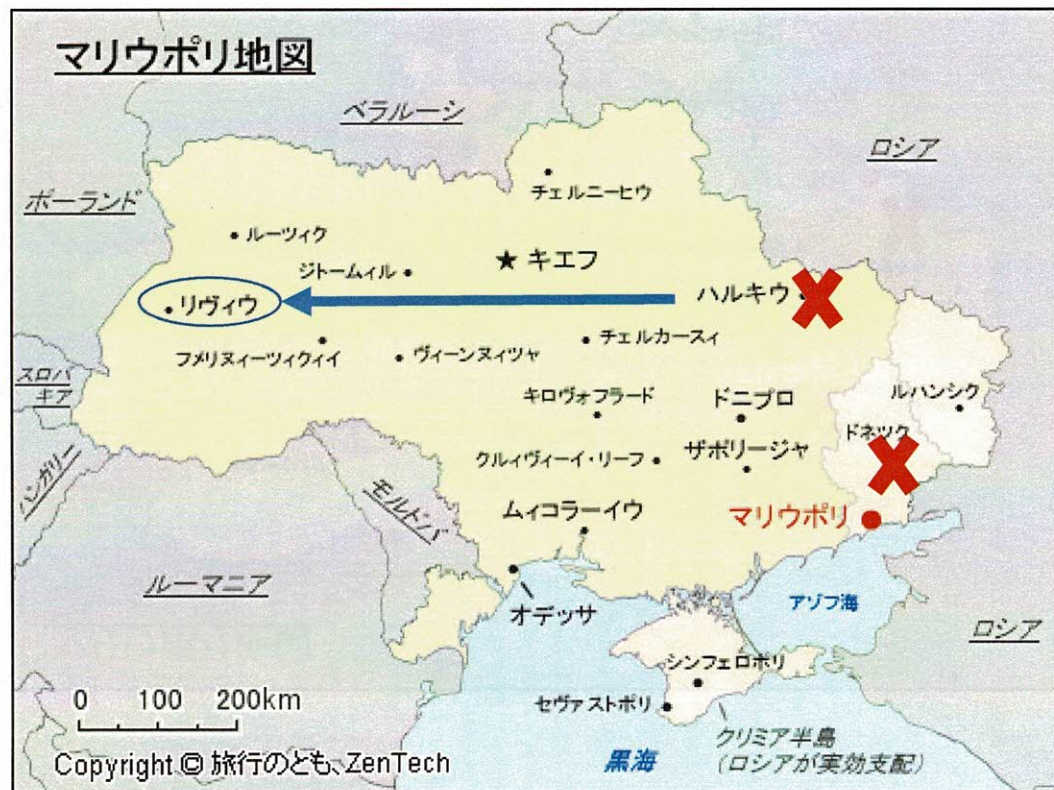 マリウポリ地図
ベラルーシ
ロシア
ポーランド
チェルニーヒウ
ルーツィク
キエフ
ジトームィル
リヴィウ
ハルキウ
チェルカースィ
フメリヌィーツィクィイ
ヴィーンヌィツャ
スロバ
キア
キロヴォフラード
ドニプロ
ルハンシク
ドネツク
ハンガリー
クルィヴィーイ・リーフ
ザポリージャ
モルドバ
ムィコラーイウ
マリウポリ
ルーマニア
オデッサ
アゾフ海
ロシア
シンフェロポリ
0 100 200km
セヴァストポリ
クリミア半島
(ロシアが実効支配)
黒海
Copyright © 旅行のとも、ZenTech